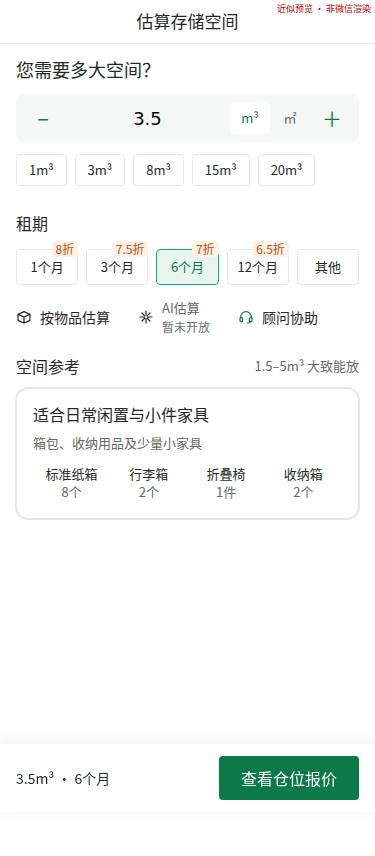 近似预览 · 非微信渲染
估算存储空间
您需要多大空间?
− 3.5 m³ ㎡ +
1m³ 3m³ 8m³ 15m³ 20m³
租期
8折 7.5折 7折 6.5折
1个月 3个月 6个月 12个月 其他
按物品估算 AI估算 顾问协助
暂未开放
空间参考 1.5–5m³ 大致能放
适合日常闲置与小件家具
箱包、收纳用品及少量小家具
标准纸箱 行李箱 折叠椅 收纳箱
8个 2个 1件 2个
3.5m³ · 6个月 查看仓位报价